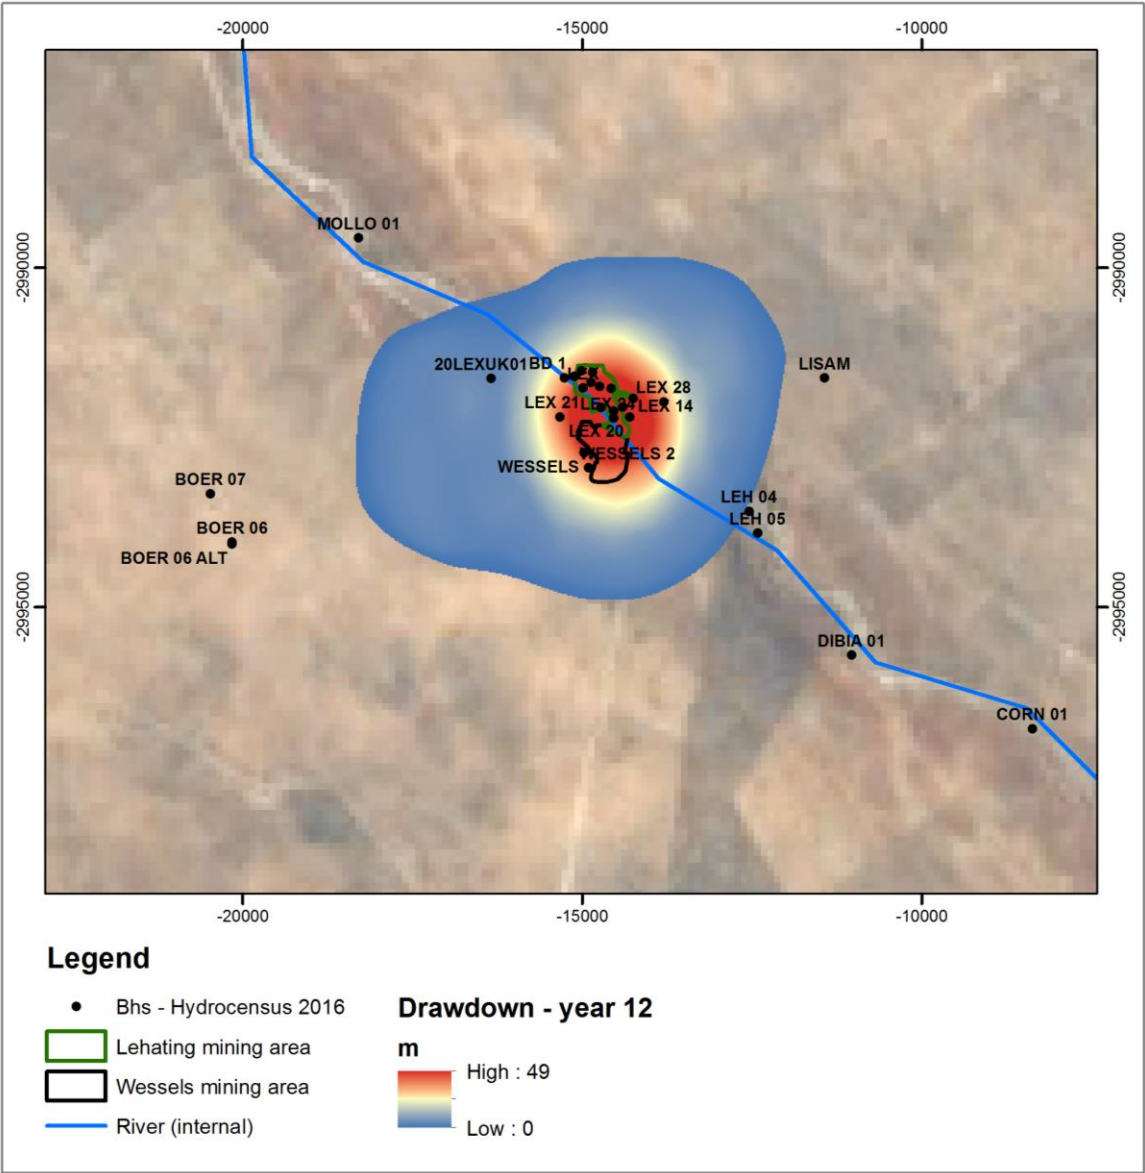 -20000
-15000
-10000
MOLLO 01
-2990000
-2990000
20LEXUK01
BD 1
LISAM
LEX
LEX 28
LEX 21
LEX 24
LEX 14
LEX 20
WESSELS 2
WESSELS
BOER 07
LEH 04
BOER 06
LEH 05
BOER 06 ALT
-2995000
-2995000
DIBIA 01
CORN 01
-20000
-15000
-10000
Legend
Bhs - Hydrocensus 2016
Lehating mining area
Wessels mining area
River (internal)
Drawdown - year 12
m
High : 49
Low : 0